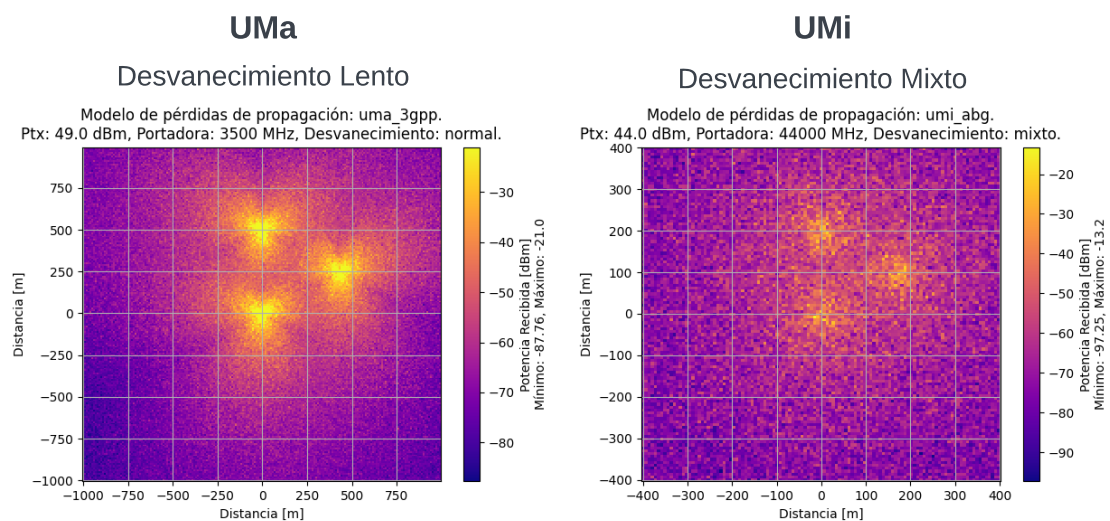 UMa
Desvanecimiento Lento
Modelo de pérdidas de propagación: uma_3gpp.
Ptx: 49.0 dBm, Portadora: 3500 MHz, Desvanecimiento: normal.
750
500
250
0
−250
−500
−750
−1000
Distancia [m]
−1000 −750 −500 −250 0 250 500 750
Distancia [m]
−30
−40
−50
−60
−70
−80
Potencia Recibida [dBm]
Mínimo: -87.76, Máximo: -21.0
UMi
Desvanecimiento Mixto
Modelo de pérdidas de propagación: umi_abg.
Ptx: 44.0 dBm, Portadora: 44000 MHz, Desvanecimiento: mixto.
400
300
200
100
0
−100
−200
−300
−400
Distancia [m]
−400 −300 −200 −100 0 100 200 300 400
Distancia [m]
−20
−30
−40
−50
−60
−70
−80
−90
Potencia Recibida [dBm]
Mínimo: -97.25, Máximo: -13.2